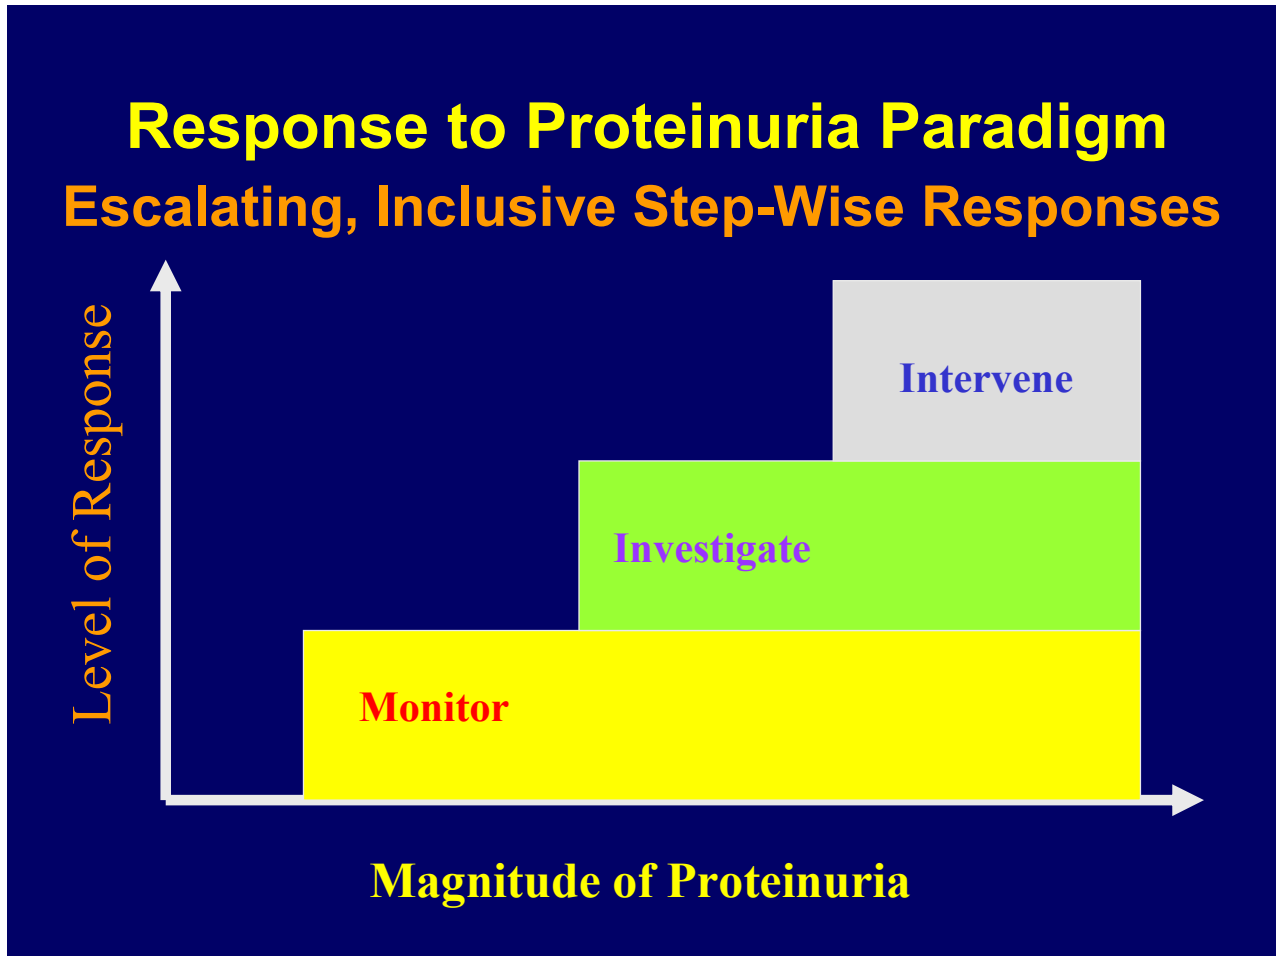 Response to Proteinuria Paradigm
Escalating, Inclusive Step-Wise Responses
Level of Response
Intervene
Investigate
Monitor
Magnitude of Proteinuria